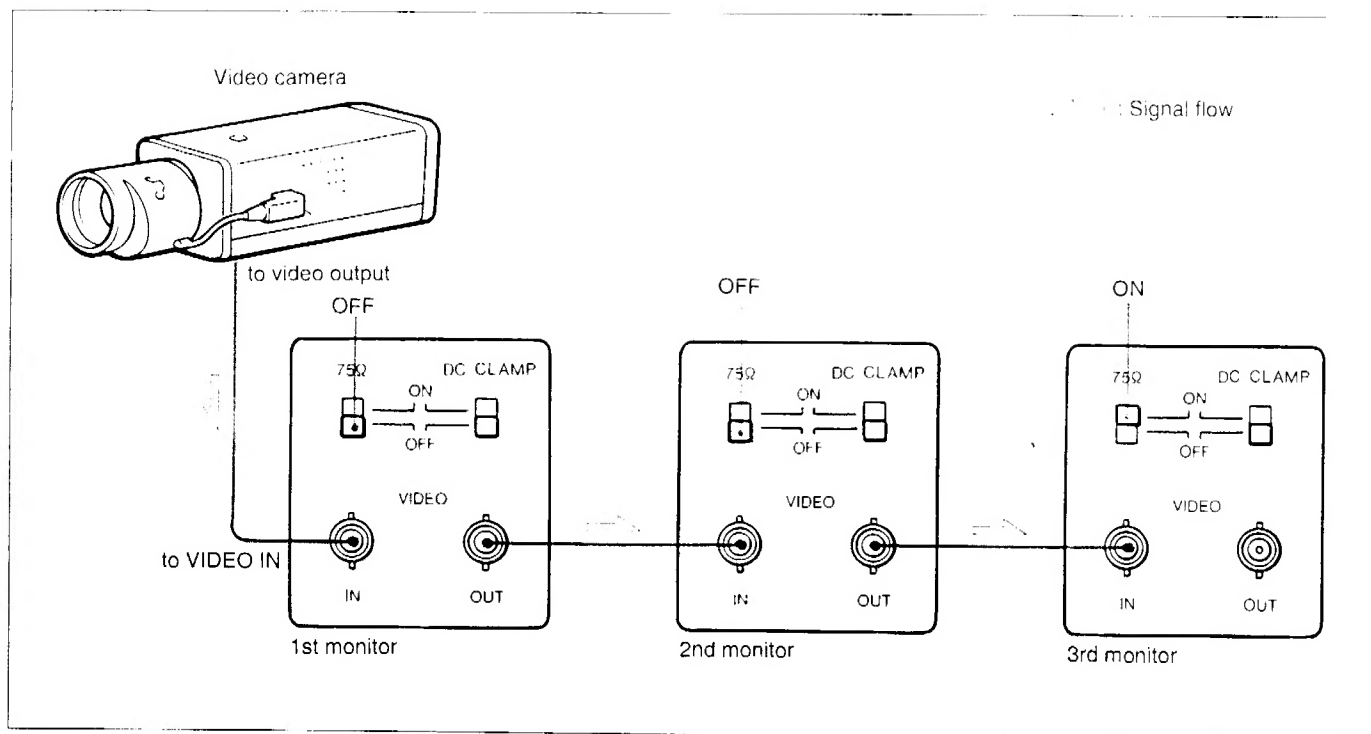 Video camera
: Signal flow
to video output
OFF
OFF
ON
75Ω
DC CLAMP
ON
OFF
VIDEO
to VIDEO IN
IN
OUT
1st monitor
75Ω
DC CLAMP
ON
OFF
VIDEO
IN
OUT
2nd monitor
75Ω
DC CLAMP
ON
OFF
VIDEO
IN
OUT
3rd monitor